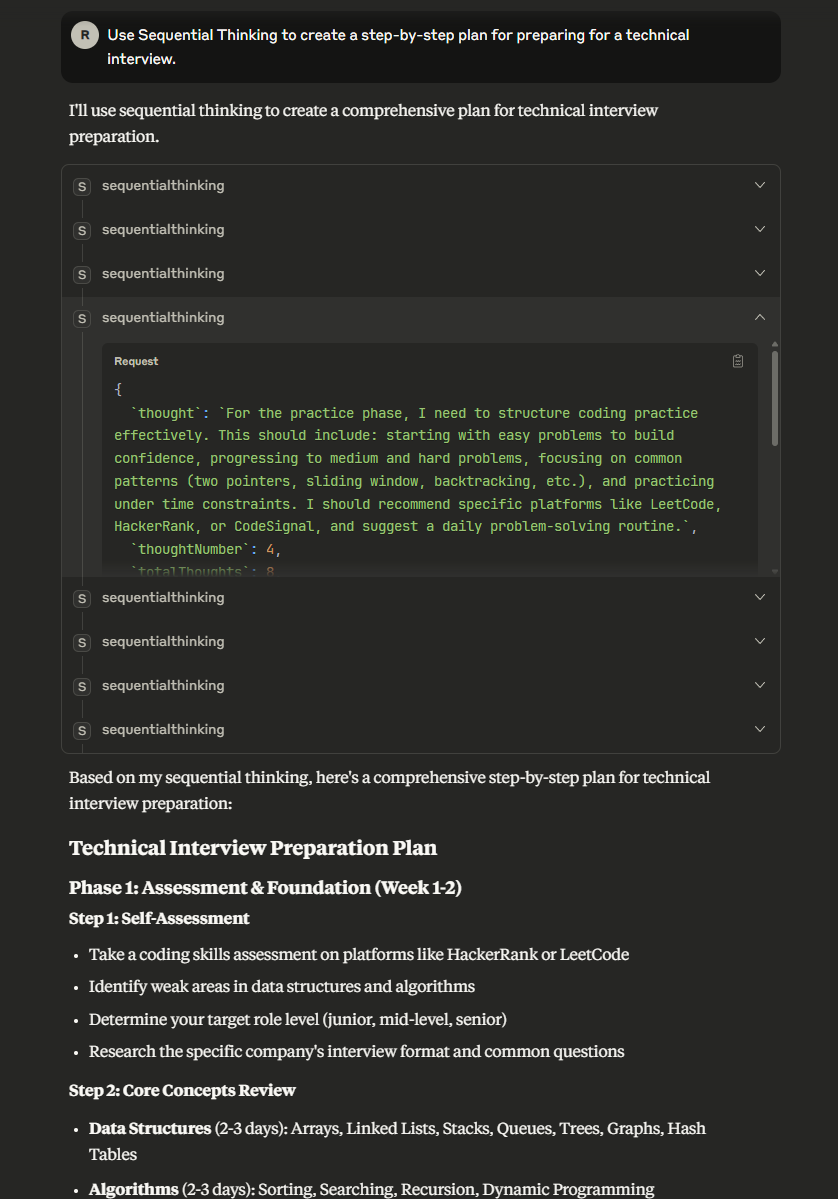 R
Use Sequential Thinking to create a step-by-step plan for preparing for a technical
interview.
I'll use sequential thinking to create a comprehensive plan for technical interview
preparation.
S sequentialthinking
S sequentialthinking
S sequentialthinking
S sequentialthinking
Request
{
`thought`: `For the practice phase, I need to structure coding practice
effectively. This should include: starting with easy problems to build
confidence, progressing to medium and hard problems, focusing on common
patterns (two pointers, sliding window, backtracking, etc.), and practicing
under time constraints. I should recommend specific platforms like LeetCode,
HackerRank, or CodeSignal, and suggest a daily problem-solving routine.`,
`thoughtNumber`: 4,
`totalThoughts`: 8
S sequentialthinking
S sequentialthinking
S sequentialthinking
S sequentialthinking
Based on my sequential thinking, here's a comprehensive step-by-step plan for technical
interview preparation:
Technical Interview Preparation Plan
Phase 1: Assessment & Foundation (Week 1-2)
Step 1: Self-Assessment
• Take a coding skills assessment on platforms like HackerRank or LeetCode
• Identify weak areas in data structures and algorithms
• Determine your target role level (junior, mid-level, senior)
• Research the specific company's interview format and common questions
Step 2: Core Concepts Review
• Data Structures (2-3 days): Arrays, Linked Lists, Stacks, Queues, Trees, Graphs, Hash
Tables
• Algorithms (2-3 days): Sorting, Searching, Recursion, Dynamic Programming